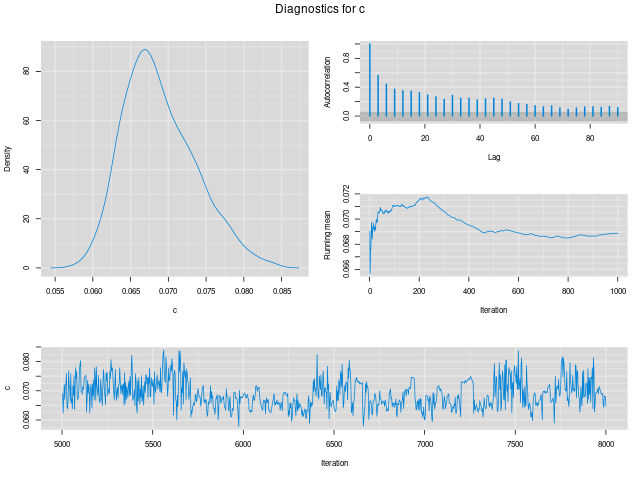 Diagnostics for c
Density
0 20 40 60 80
0.055 0.060 0.065 0.070 0.075 0.080 0.085
c
Autocorrelation
0.0 0.4 0.8
0 20 40 60 80
Lag
Running mean
0.066 0.068 0.070 0.072
0 200 400 600 800 1000
Iteration
c
0.060 0.070 0.080
5000 5500 6000 6500 7000 7500 8000
Iteration